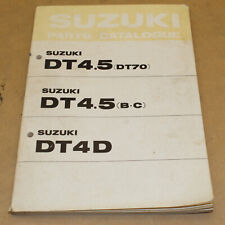 SUZUKI
PARTS CATALOGUE
SUZUKI
DT4.5 (DT70)
SUZUKI
DT4.5 (B·C)
SUZUKI
DT4D